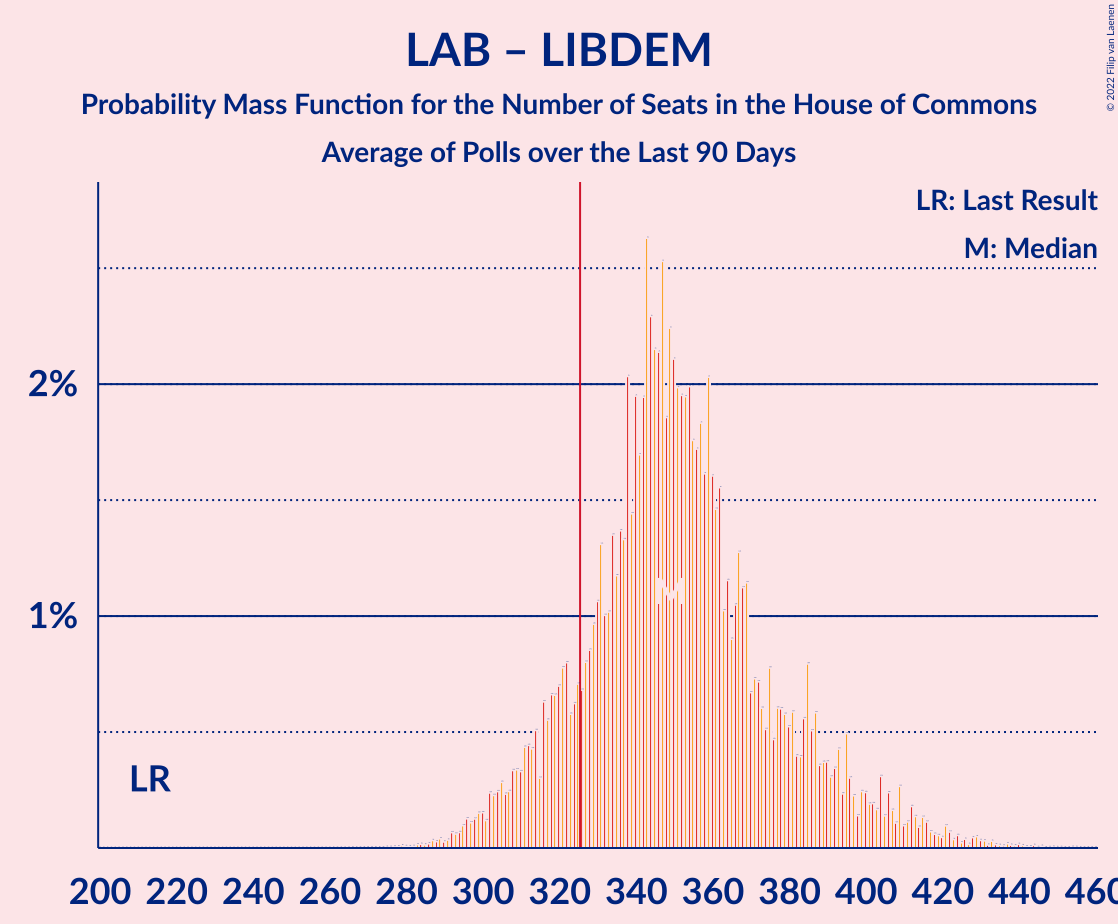 LAB – LIBDEM
Probability Mass Function for the Number of Seats in the House of Commons
Average of Polls over the Last 90 Days
© 2022 Filip van Laenen
LR: Last Result
M: Median
2%
1%
LR
M
200 220 240 260 280 300 320 340 360 380 400 420 440 460